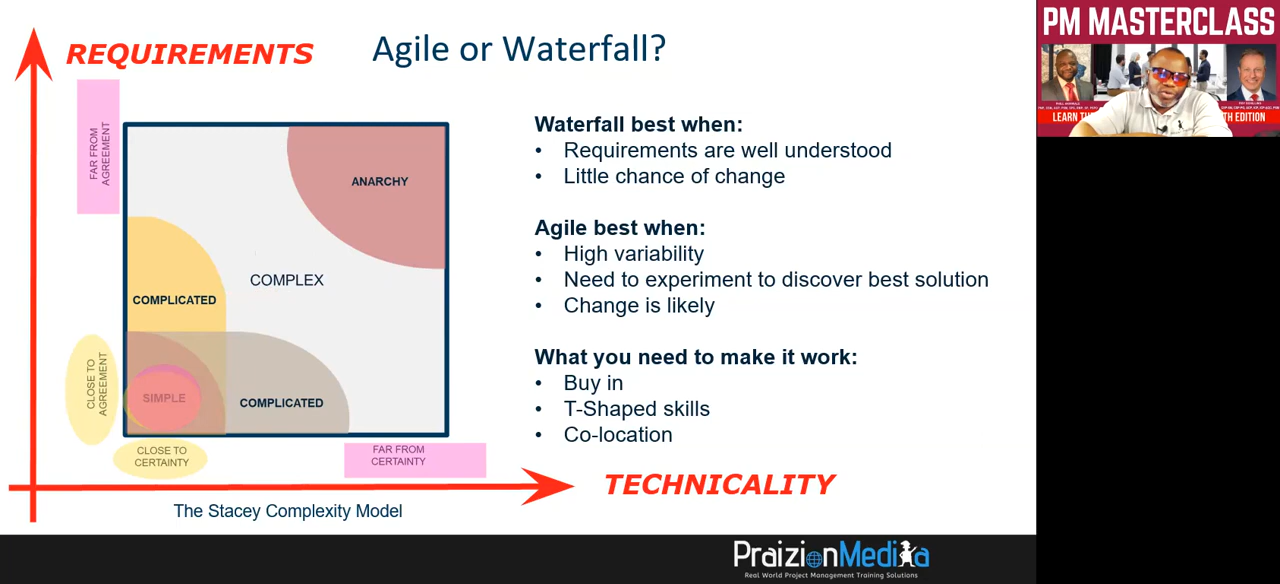 REQUIREMENTS
Agile or Waterfall?
FAR FROM
AGREEMENT
ANARCHY
COMPLEX
COMPLICATED
CLOSE TO
AGREEMENT
SIMPLE
COMPLICATED
CLOSE TO
CERTAINTY
FAR FROM
CERTAINTY
TECHNICALITY
The Stacey Complexity Model
Waterfall best when:
• Requirements are well understood
• Little chance of change
Agile best when:
• High variability
• Need to experiment to discover best solution
• Change is likely
What you need to make it work:
• Buy in
• T-Shaped skills
• Co-location
PraizionMedia
Real World Project Management Training Solutions
PM MASTERCLASS
LEARN
EDITION